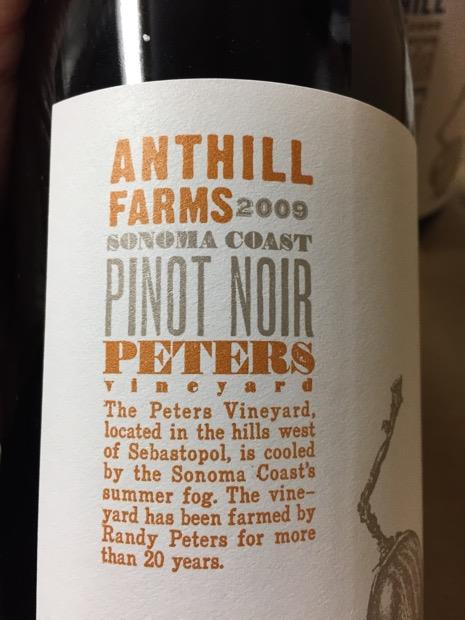 ANTHILL
FARMS 2009
SONOMA COAST
PINOT NOIR
PETERS
vineyard
The Peters Vineyard,
located in the hills west
of Sebastopol, is cooled
by the Sonoma Coast's
summer fog. The vine-
yard has been farmed by
Randy Peters for more
than 20 years.